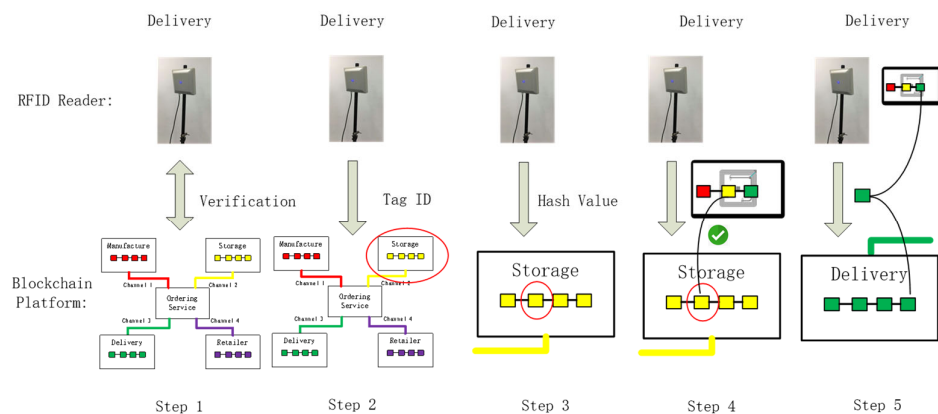 Delivery
Delivery
Delivery
Delivery
Delivery
RFID Reader:
Verification
Tag ID
Hash Value
Blockchain
Platform:
Manufacture
Storage
Channel 1
Channel 2
Ordering
Service
Channel 3
Channel 4
Delivery
Retailer
Manufacture
Storage
Channel 1
Ordering
Service
Channel 3
Channel 4
Delivery
Retailer
Storage
Storage
Delivery
Step 1
Step 2
Step 3
Step 4
Step 5